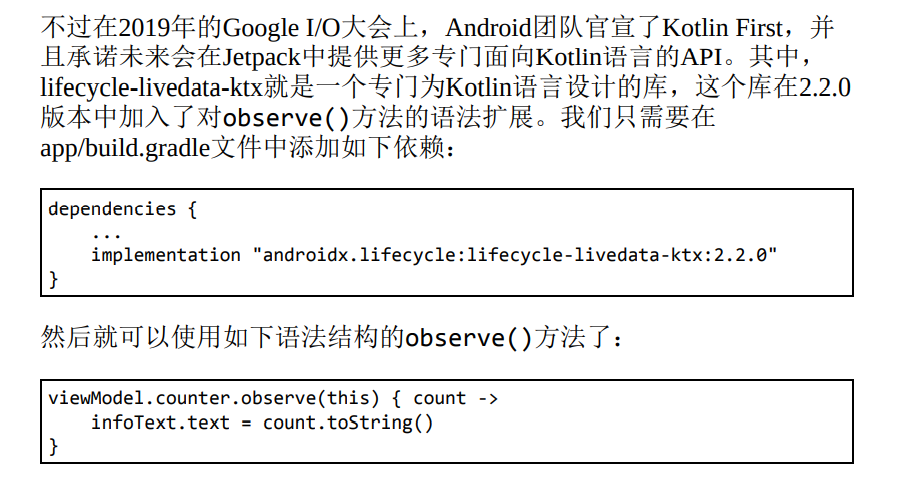 不过在2019年的Google I/O大会上，Android团队官宣了Kotlin First，并
且承诺未来会在Jetpack中提供更多专门面向Kotlin语言的API。其中，
lifecycle-livedata-ktx就是一个专门为Kotlin语言设计的库，这个库在2.2.0
版本中加入了对observe()方法的语法扩展。我们只需要在
app/build.gradle文件中添加如下依赖：
dependencies {
    ...
    implementation "androidx.lifecycle:lifecycle-livedata-ktx:2.2.0"
}
然后就可以使用如下语法结构的observe()方法了：
viewModel.counter.observe(this) { count ->
    infoText.text = count.toString()
}